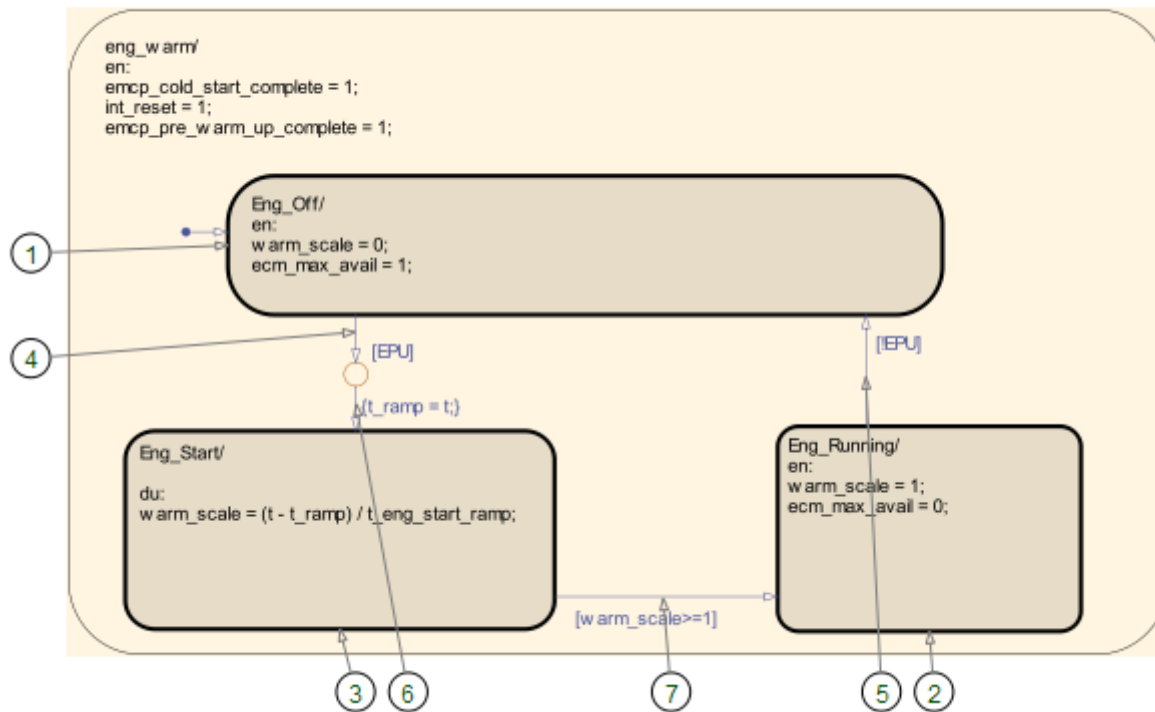 eng_warm/
en:
emcp_cold_start_complete = 1;
int_reset = 1;
emcp_pre_warm_up_complete = 1;
Eng_Off/
en:
warm_scale = 0;
ecm_max_avail = 1;
1
4
[EPU]
[!EPU]
{t_ramp = t;}
Eng_Start/
du:
warm_scale = (t - t_ramp) / t_eng_start_ramp;
Eng_Running/
en:
warm_scale = 1;
ecm_max_avail = 0;
[warm_scale>=1]
3
6
7
5
2